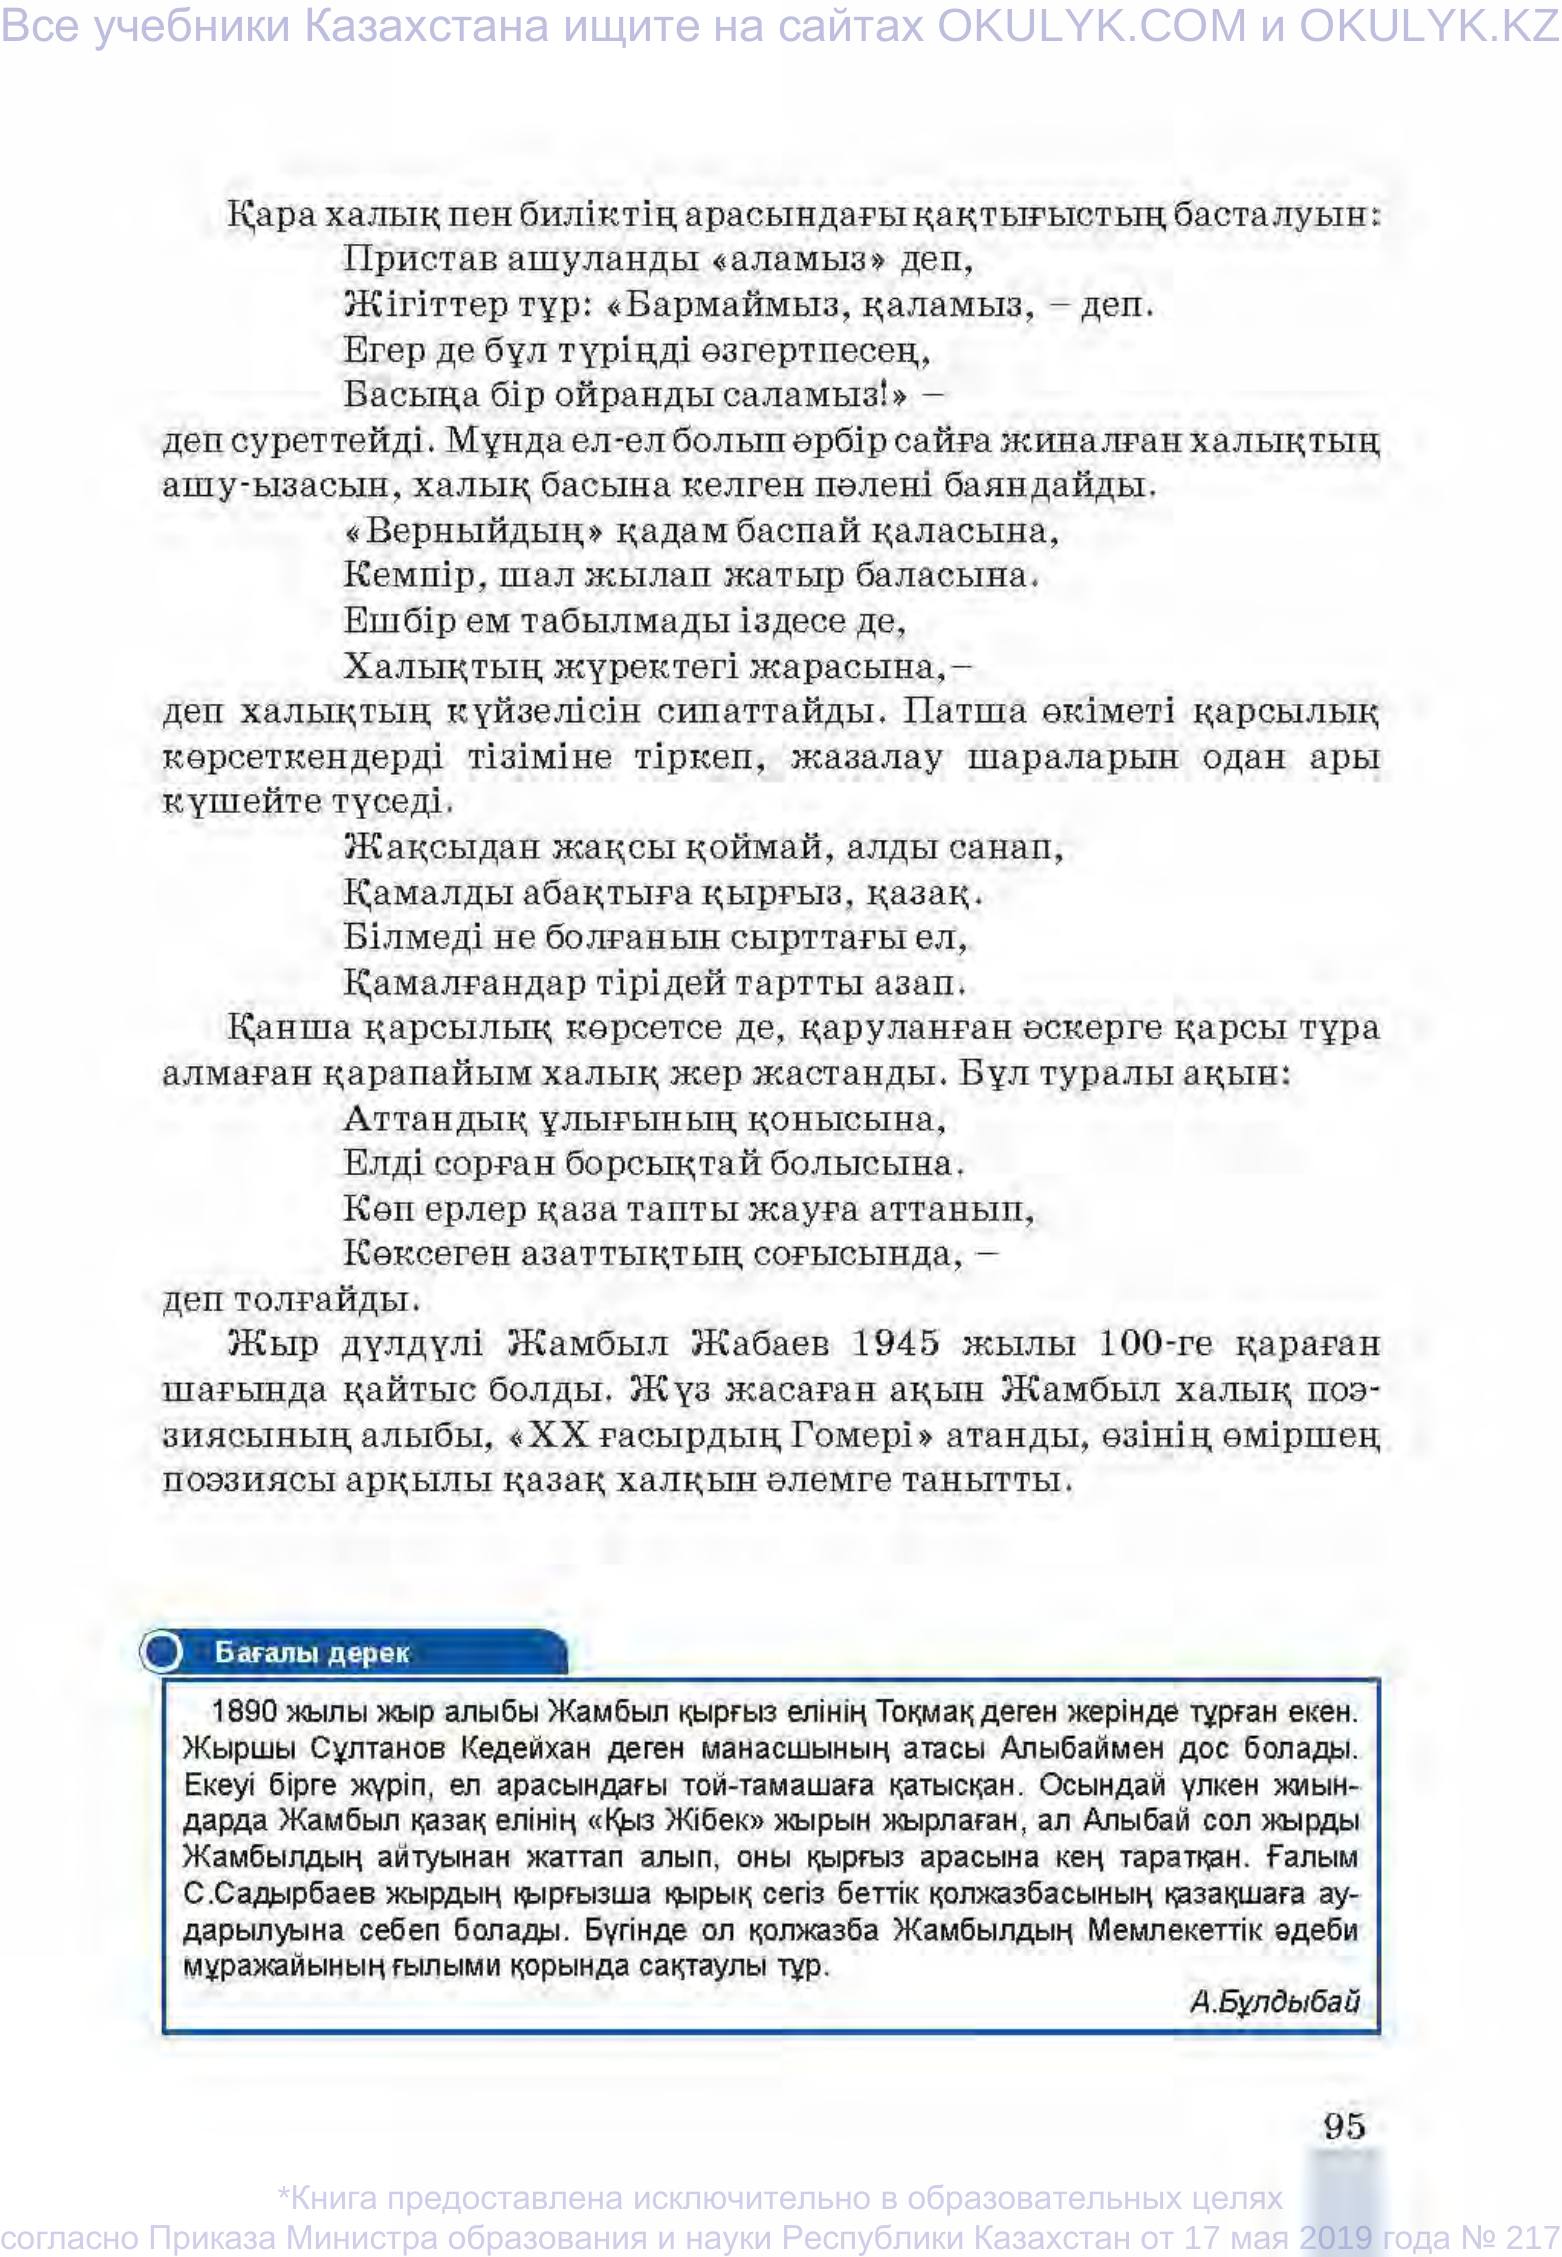 Все учебники Казахстана ищите на сайтах OKULYK.COM и OKULYK.KZ
Қара халық пен биліктің арасындағы қақтығыстың басталуын:
Пристав ашуланды «аламыз» деп,
Жігіттер тұр: «Бармаймыз, қаламыз, – деп.
Егер де бұл түріңді өзгертпесең,
Басыңа бір ойранды саламыз!» –
деп суреттейді. Мұнда ел-ел болып әрбір сайға жиналған халықтың
ашу-ызасын, халық басына келген пәлені баяндайды.
«Верныйдың» қадам баспай қаласына,
Кемпір, шал жылап жатыр баласына.
Ешбір ем табылмады іздесе де,
Халықтың жүректегі жарасына,–
деп халықтың күйзелісін сипаттайды. Патша өкіметі қарсылық
көрсеткендерді тізіміне тіркеп, жазалау шараларын одан ары
күшейте түседі.
Жақсыдан жақсы қоймай, алды санап,
Қамалды абақтыға қырғыз, қазақ.
Білмеді не болғанын сырттағы ел,
Қамалғандар тірідей тартты азап.
Қанша қарсылық көрсетсе де, қаруланған әскерге қарсы тұра
алмаған қарапайым халық жер жастанды. Бұл туралы ақын:
Аттандық ұлығының қонысына,
Елді сорған борсықтай болысына.
Көп ерлер қаза тапты жауға аттанып,
Көксеген азаттықтың соғысында, –
деп толғайды.
Жыр дүлдүлі Жамбыл Жабаев 1945 жылы 100-ге қараған
шағында қайтыс болды. Жүз жасаған ақын Жамбыл халық поэ-
зиясының алыбы, «ХХ ғасырдың Гомері» атанды, өзінің өміршең
поэзиясы арқылы қазақ халқын әлемге танытты.
Бағалы дерек
1890 жылы жыр алыбы Жамбыл қырғыз елінің Тоқмақ деген жерінде тұрған екен.
Жыршы Сұлтанов Кедейхан деген манасшының атасы Алыбаймен дос болады.
Екеуі бірге жүріп, ел арасындағы той-тамашаға қатысқан. Осындай үлкен жиын-
дарда Жамбыл қазақ елінің «Қыз Жібек» жырын жырлаған, ал Алыбай сол жырды
Жамбылдың айтуынан жаттап алып, оны қырғыз арасына кең таратқан. Ғалым
С.Садырбаев жырдың қырғызша қырық сегіз беттік қолжазбасының қазақшаға ау-
дарылуына себеп болады. Бүгінде ол қолжазба Жамбылдың Мемлекеттік әдеби
мұражайының ғылыми қорында сақтаулы тұр.
А.Бұлдыбай
95
*Книга предоставлена исключительно в образовательных целях
согласно Приказа Министра образования и науки Республики Казахстан от 17 мая 2019 года № 217